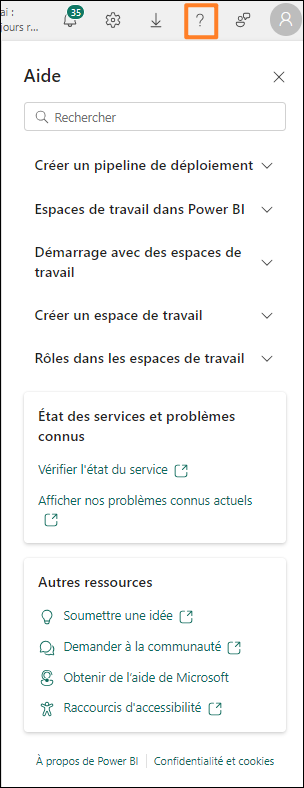 ai :
jours r...
35
?
Aide
Rechercher
Créer un pipeline de déploiement
Espaces de travail dans Power BI
Démarrage avec des espaces de
travail
Créer un espace de travail
Rôles dans les espaces de travail
État des services et problèmes
connus
Vérifier l'état du service
Afficher nos problèmes connus actuels
Autres ressources
Soumettre une idée
Demander à la communauté
Obtenir de l'aide de Microsoft
Raccourcis d'accessibilité
À propos de Power BI
Confidentialité et cookies